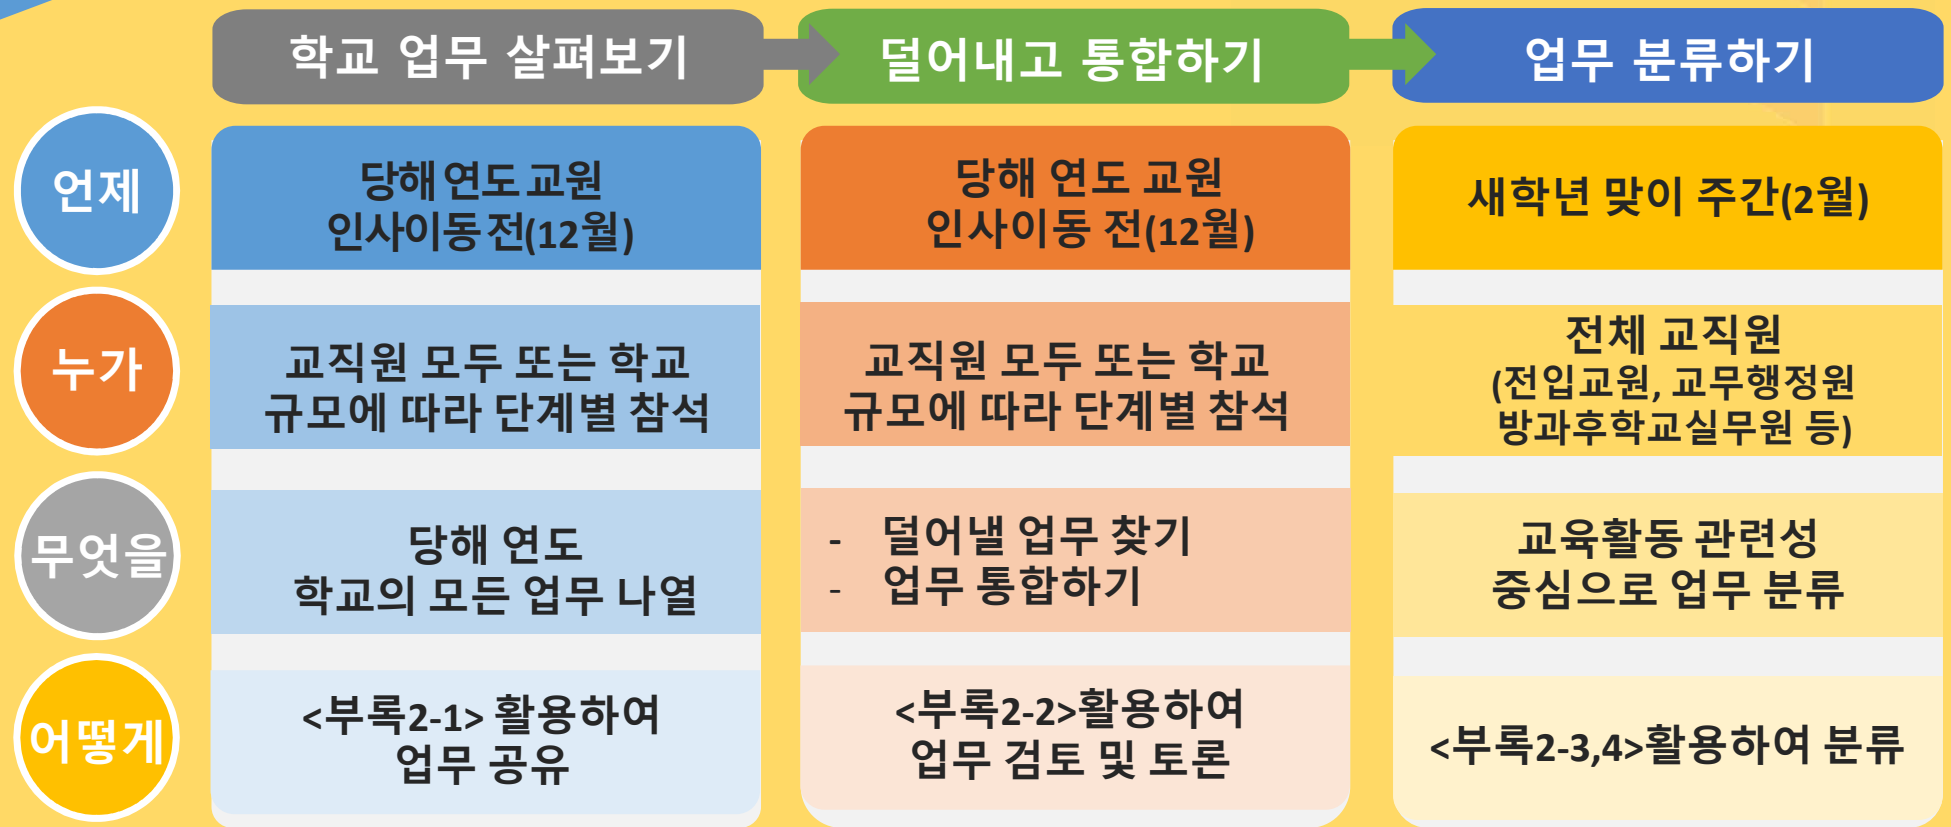 학교 업무 살펴보기
덜어내고 통합하기
업무 분류하기
언제
당해 연도 교원
인사이동 전(12월)
당해 연도 교원
인사이동 전(12월)
새학년 맞이 주간(2월)
누가
교직원 모두 또는 학교
규모에 따라 단계별 참석
교직원 모두 또는 학교
규모에 따라 단계별 참석
전체 교직원
(전입교원, 교무행정원
방과후학교실무원 등)
무엇을
당해 연도
학교의 모든 업무 나열
- 덜어낼 업무 찾기
- 업무 통합하기
교육활동 관련성
중심으로 업무 분류
어떻게
<부록2-1> 활용하여
업무 공유
<부록2-2>활용하여
업무 검토 및 토론
<부록2-3,4>활용하여 분류